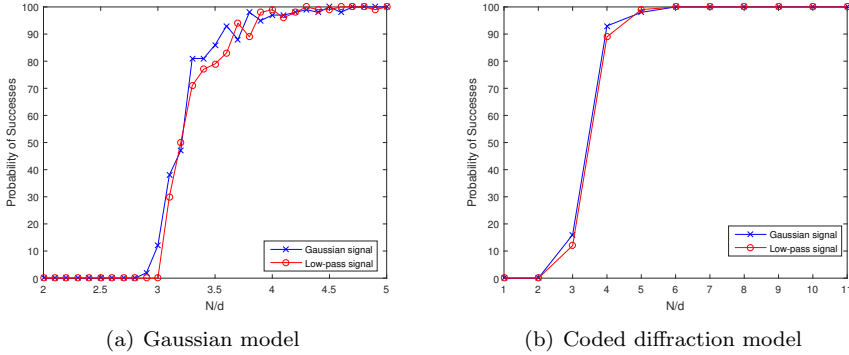 100
90
80
70
60
50
40
30
20
10
0
Probability of Successes
2 2.5 3 3.5 4 4.5 5
N/d
Gaussian signal
Low-pass signal
(a) Gaussian model
100
90
80
70
60
50
40
30
20
10
0
Probability of Successes
1 2 3 4 5 6 7 8 9 10 11
N/d
Gaussian signal
Low-pass signal
(b) Coded diffraction model